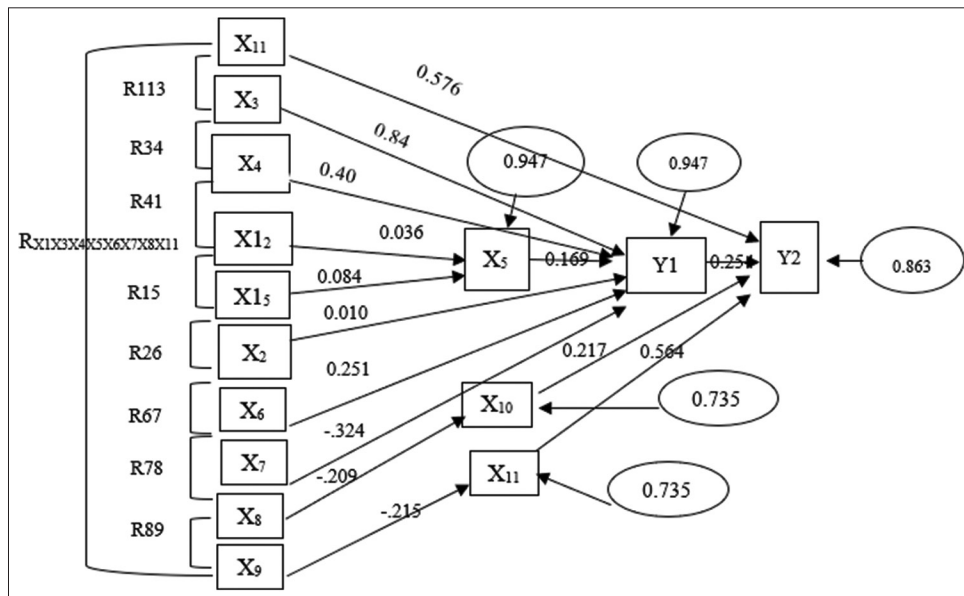 X11
0.576
R113
X3
0.84
R34
X4
0.40
0.947
0.947
R41
RX1X3X4X5X6X7X8X11
X12
0.036
X5
0.169
Y1
0.251
Y2
0.863
R15
X15
0.084
0.010
R26
X2
0.251
0.217
0.564
R67
X6
X10
0.735
-.324
R78
X7
-.209
X11
0.735
X8
-.215
R89
X9